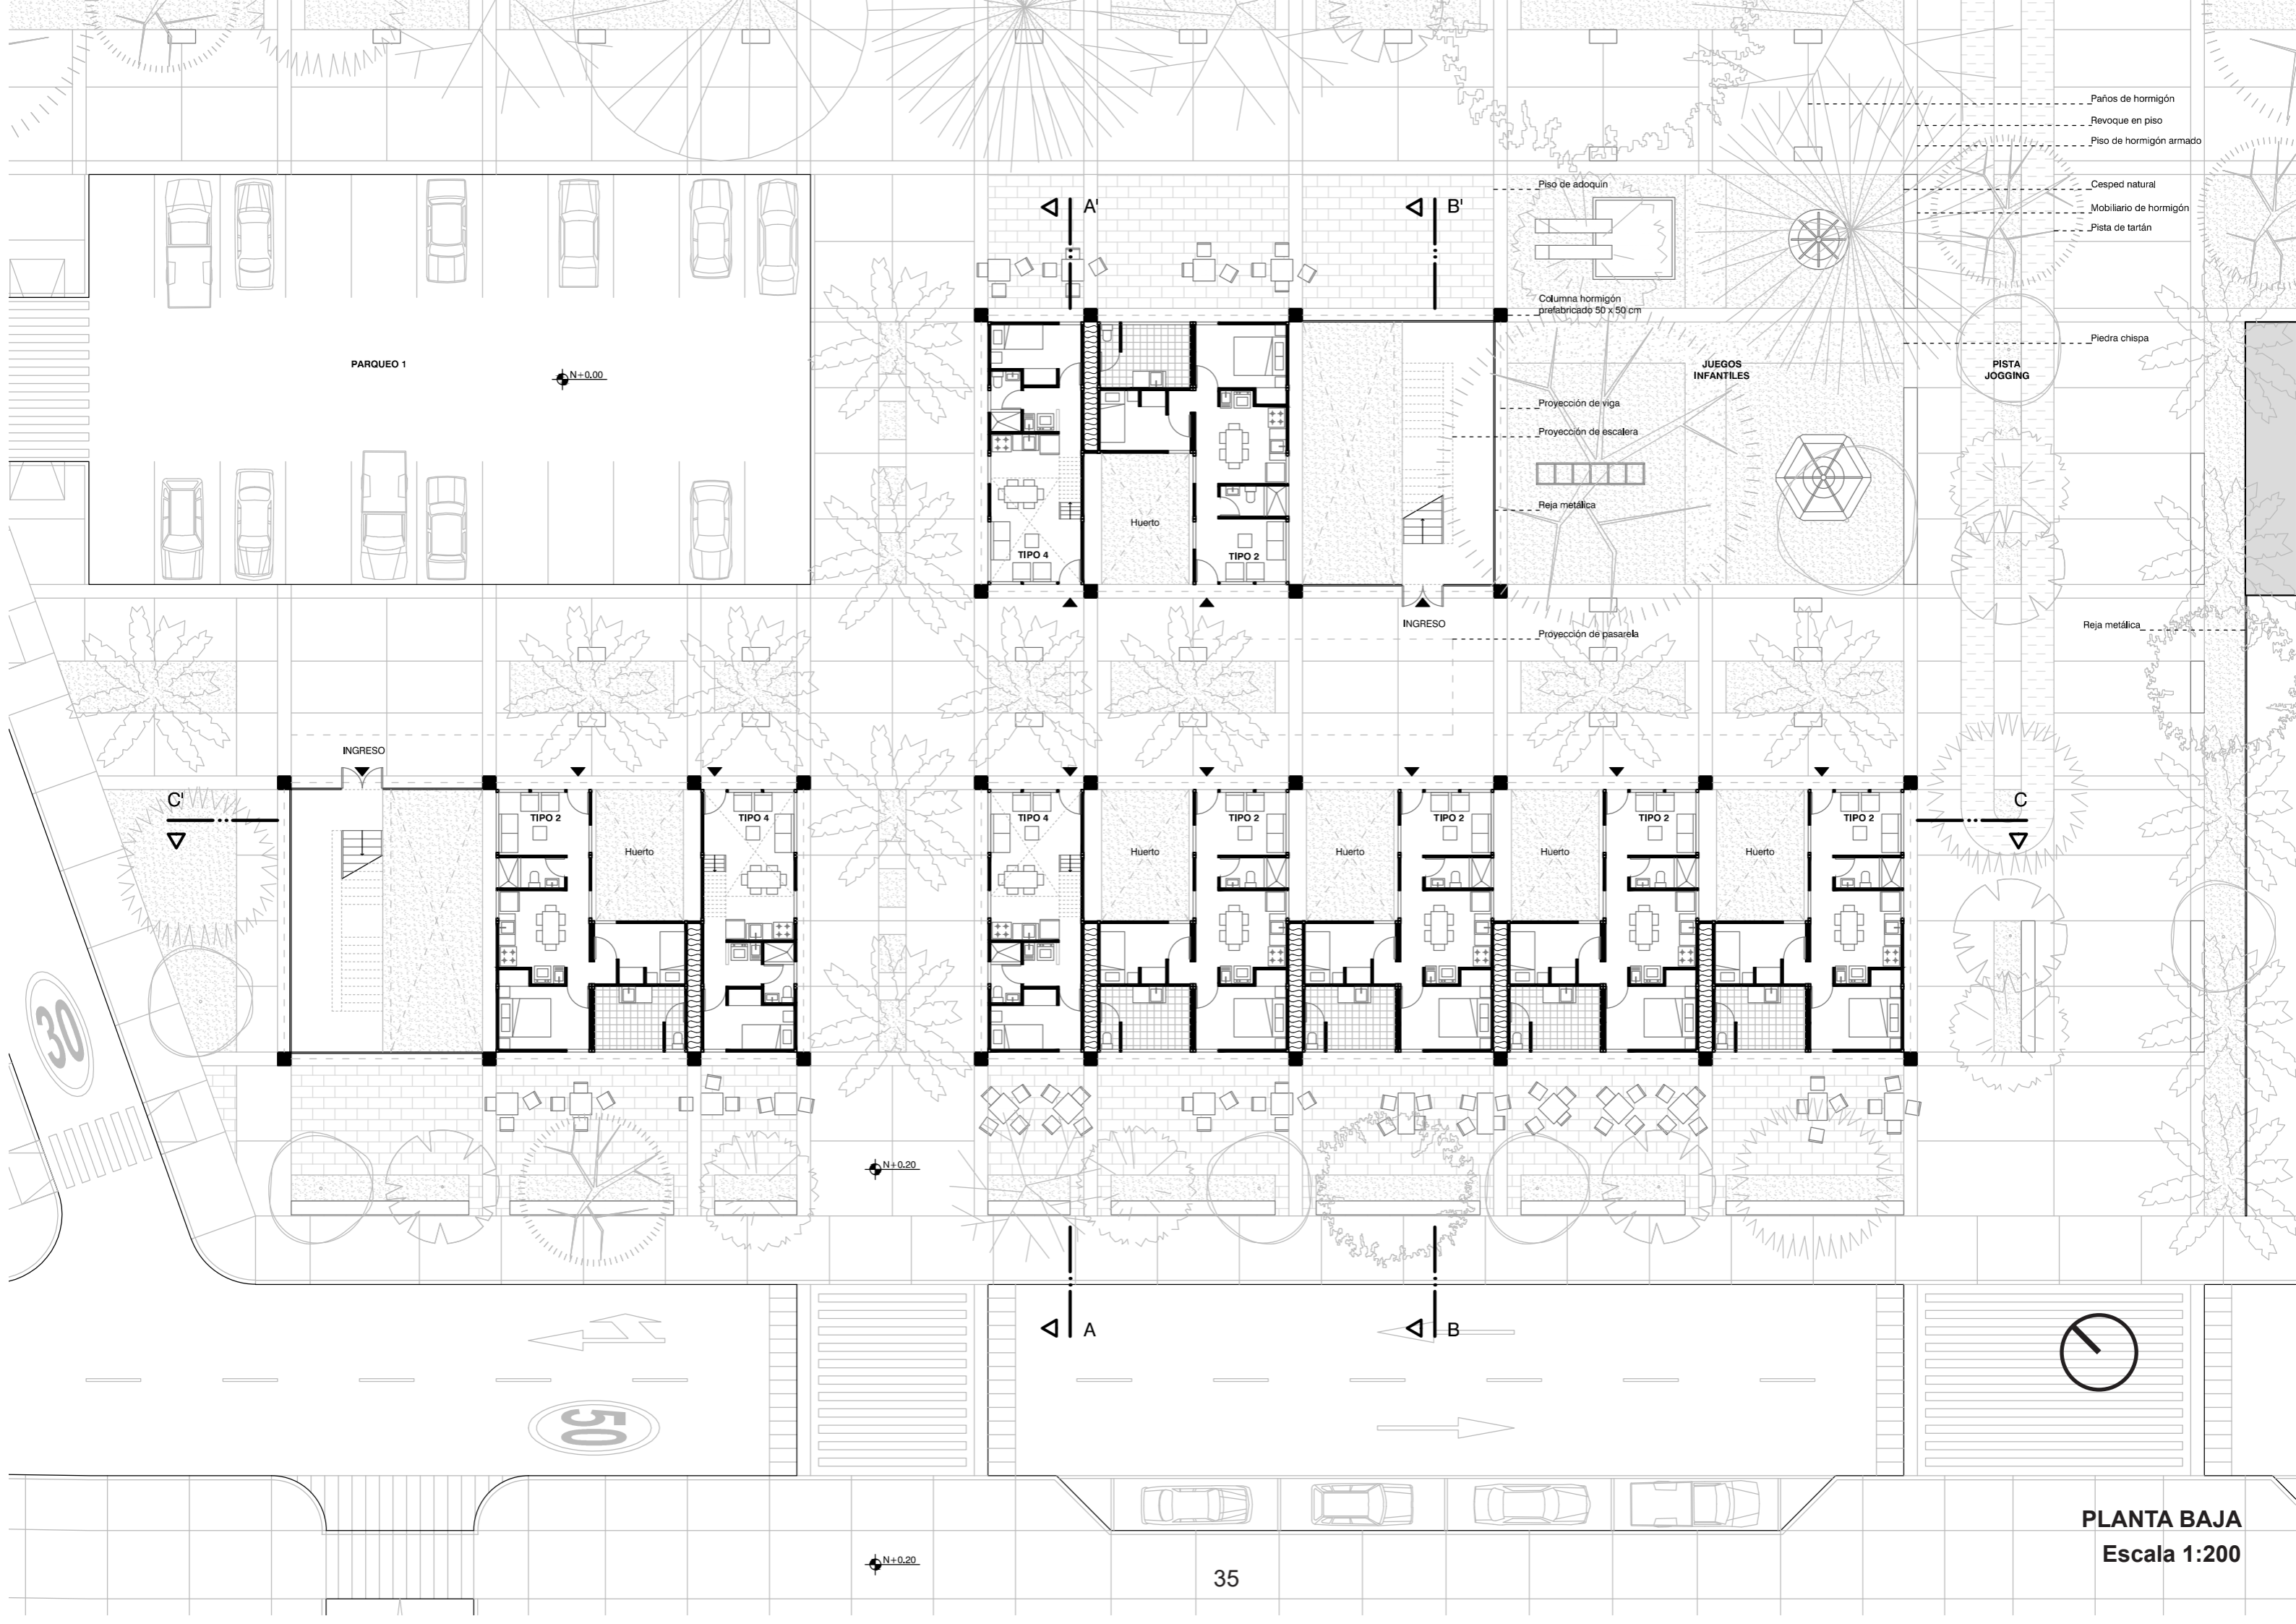 Paños de hormigón
Revoque en piso
Piso de hormigón armado
Piso de adoquin
Cesped natural
A'
B'
Mobiliario de hormigón
Pista de tartán
Columna hormigón
prefabricado 50 x 50 cm
Piedra chispa
PARQUEO 1
N+0.00
JUEGOS
INFANTILES
PISTA
JOGGING
Proyección de viga
Proyección de escalera
Reja metálica
Huerto
TIPO 4
TIPO 2
INGRESO
Proyección de pasarela
Reja metálica
INGRESO
C'
C
TIPO 2
TIPO 4
TIPO 4
TIPO 2
TIPO 2
TIPO 2
TIPO 2
Huerto
Huerto
Huerto
Huerto
Huerto
30
N+0.20
A
B
50
PLANTA BAJA
Escala 1:200
N+0.20
35